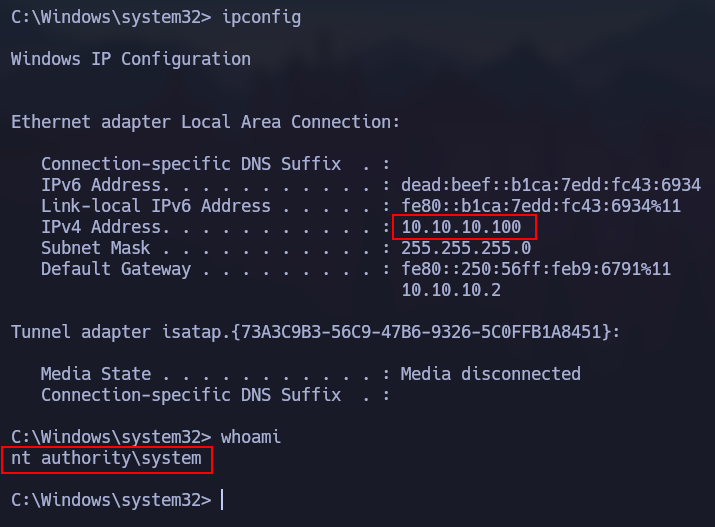 C:\Windows\system32> ipconfig
Windows IP Configuration
Ethernet adapter Local Area Connection:
Connection-specific DNS Suffix . :
IPv6 Address. . . . . . . . . . . : dead:beef::b1ca:7edd:fc43:6934
Link-local IPv6 Address . . . . . : fe80::b1ca:7edd:fc43:6934%11
IPv4 Address. . . . . . . . . . . : 10.10.10.100
Subnet Mask . . . . . . . . . . . : 255.255.255.0
Default Gateway . . . . . . . . . : fe80::250:56ff:feb9:6791%11
10.10.10.2
Tunnel adapter isatap.{73A3C9B3-56C9-47B6-9326-5C0FFB1A8451}:
Media State . . . . . . . . . . . : Media disconnected
Connection-specific DNS Suffix . :
C:\Windows\system32> whoami
nt authority\system
C:\Windows\system32>